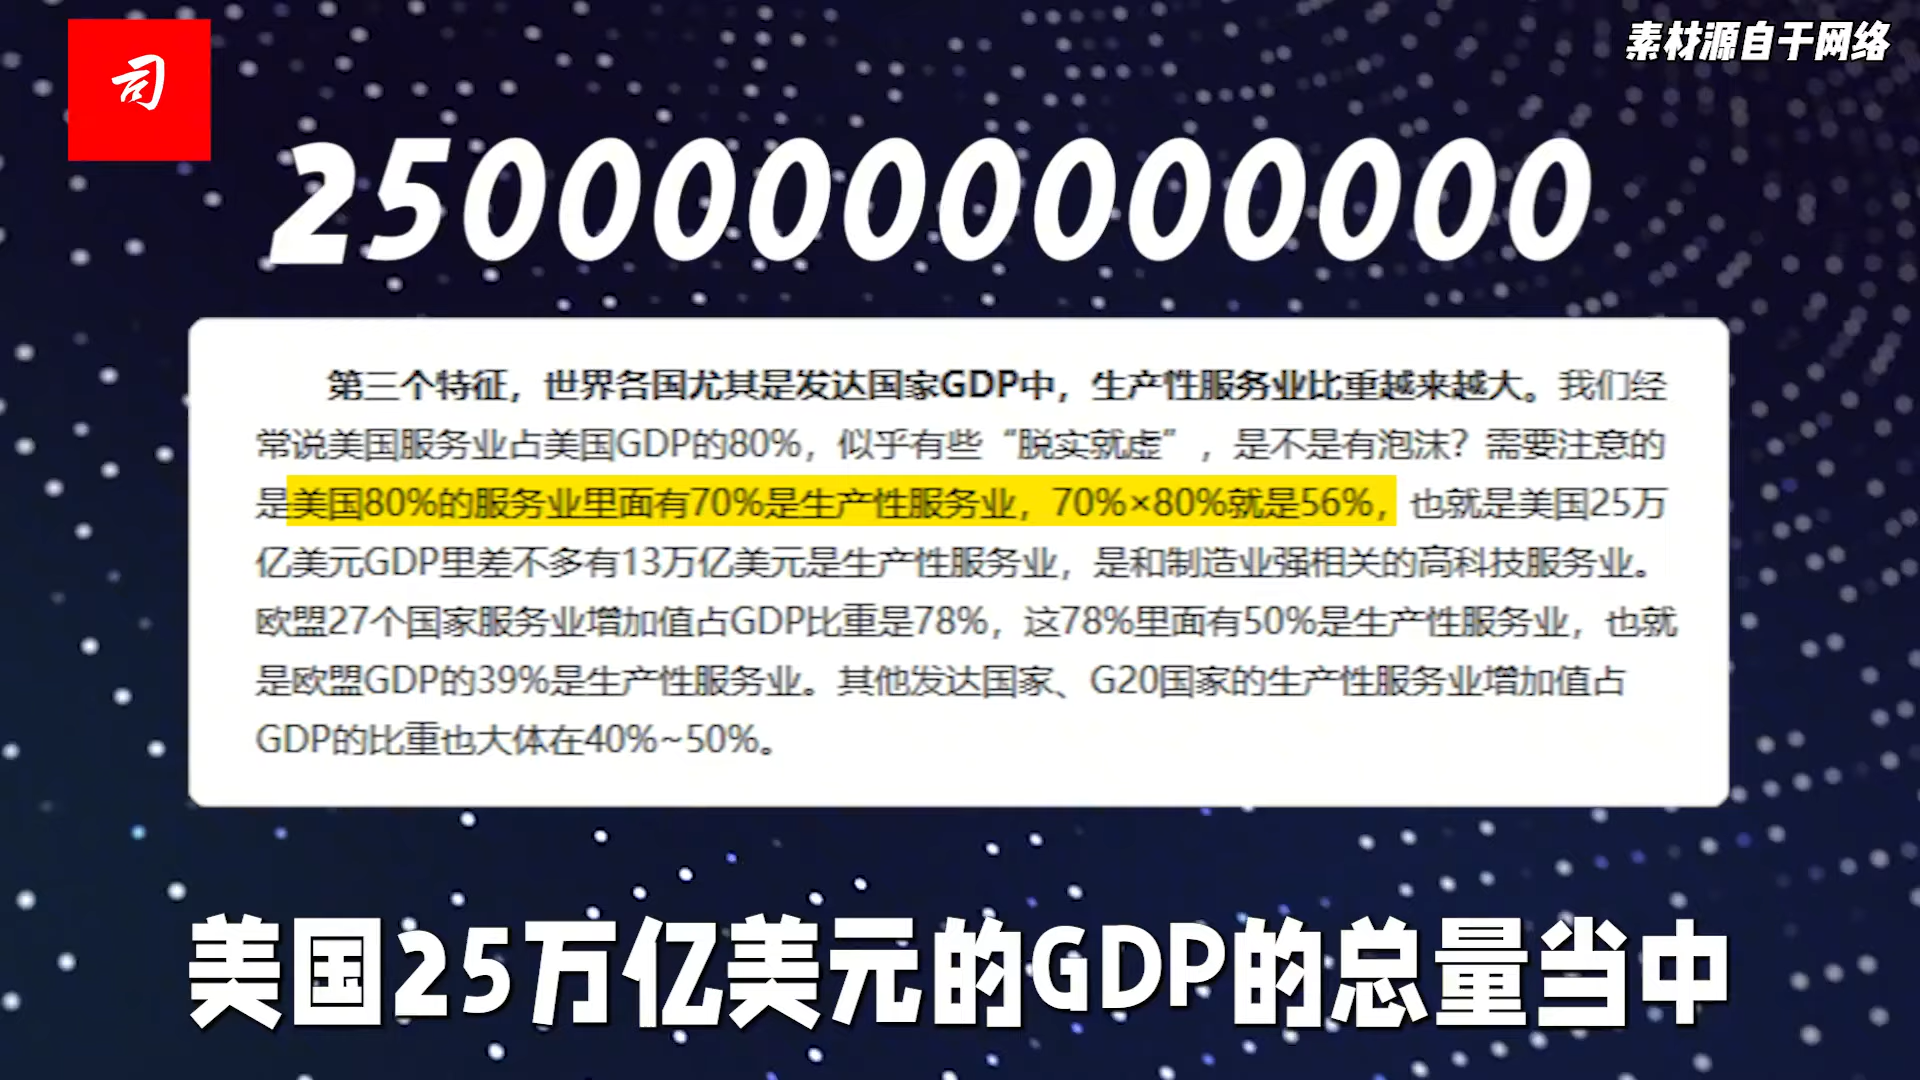 司
素材源自于网络
25000000000000
第三个特征，世界各国尤其是发达国家GDP中，生产性服务业比重越来越大。我们经
常说美国服务业占美国GDP的80%，似乎有些“脱实就虚”，是不是有泡沫？需要注意的
是美国80%的服务业里面有70%是生产性服务业，70%×80%就是56%，也就是美国25万
亿美元GDP里差不多有13万亿美元是生产性服务业，是和制造业强相关的高科技服务业。
欧盟27个国家服务业增加值占GDP比重是78%，这78%里面有50%是生产性服务业，也就
是欧盟GDP的39%是生产性服务业。其他发达国家、G20国家的生产性服务业增加值占
GDP的比重也大体在40%~50%。
美国25万亿美元的GDP的总量当中